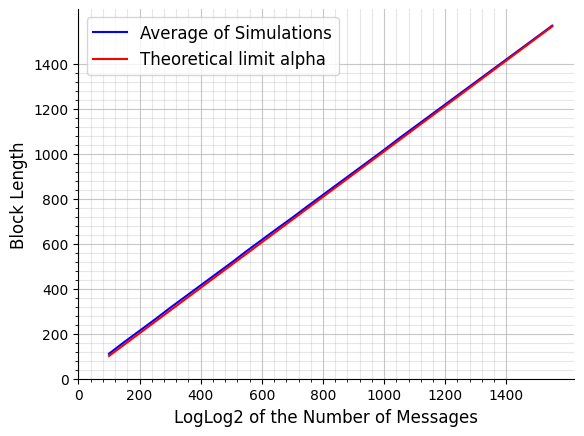 Average of Simulations
Theoretical limit alpha
Block Length
1400
1200
1000
800
600
400
200
0
0 200 400 600 800 1000 1200 1400
LogLog2 of the Number of Messages